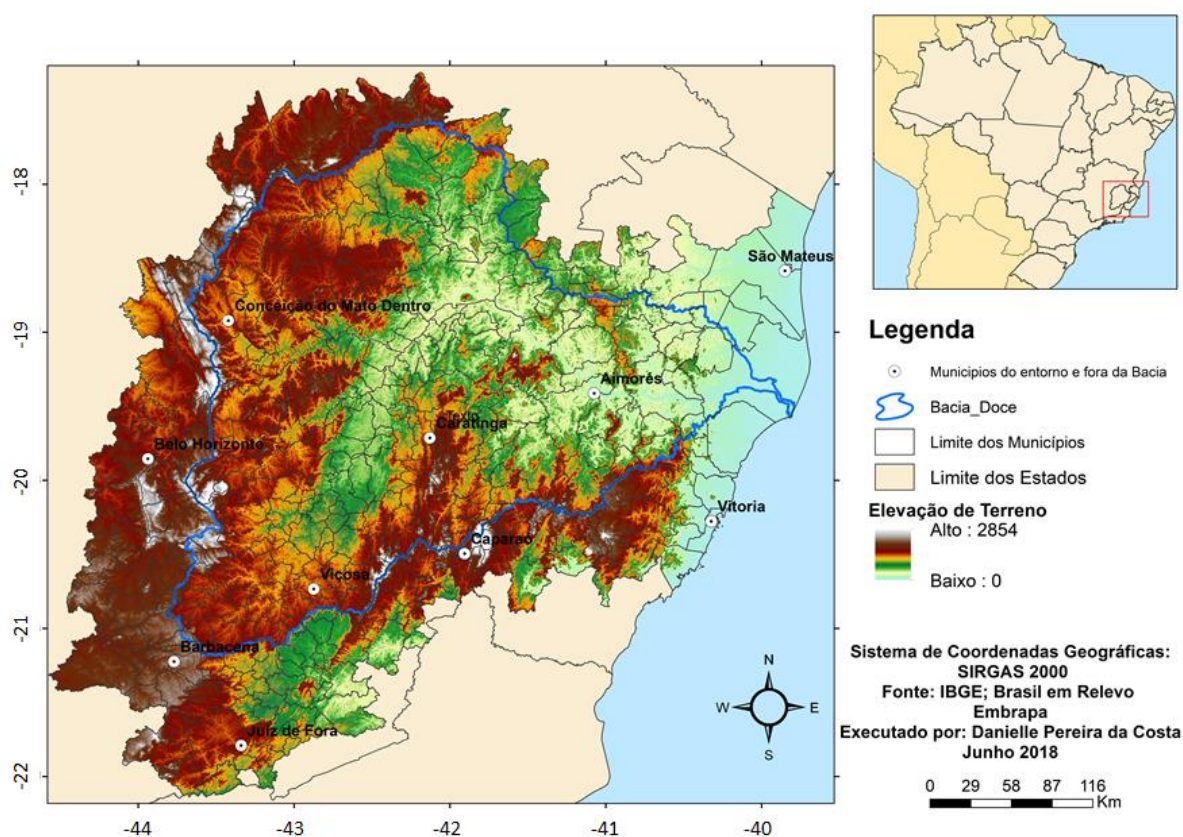 -18
-19
-20
-21
-22
-44
-43
-42
-41
-40
São Mateus
Conceição do Mato Dentro
Aimorés
Texto
Caratinga
Belo Horizonte
Vitoria
Caparaó
Viçosa
Barbacena
Juiz de Fora
N
W
E
S
Legenda
Municipios do entorno e fora da Bacia
Bacia_Doce
Limite dos Municípios
Limite dos Estados
Elevação de Terreno
Alto : 2854
Baixo : 0
Sistema de Coordenadas Geográficas:
SIRGAS 2000
Fonte: IBGE; Brasil em Relevo
Embrapa
Executado por: Danielle Pereira da Costa
Junho 2018
0 29 58 87 116
Km